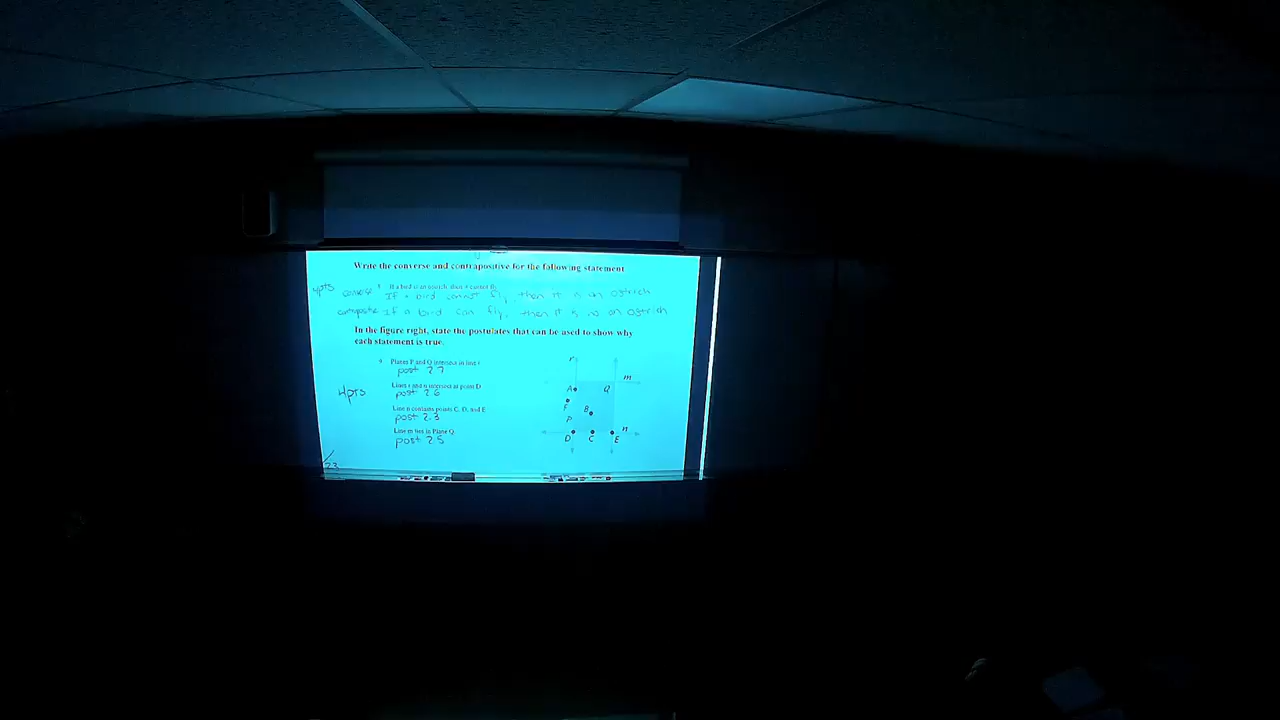 Write the converse and contrapositive for the following statement
If a bird is an ostrich, then it cannot fly
4pts converse If a bird cannot fly, then it is an ostrich
contrapositive If a bird can fly, then it is no an ostrich
In the figure right, state the postulates that can be used to show why
each statement is true.
9 Planes P and Q intersect in line r
post 2.7
Lines r and n intersect at point D
post 2.6
4pts
Line n contains points C, D, and E
post 2.3
Line m lies in Plane Q
post 2.5
r
m
A Q
F B
P
n
D C E
/23